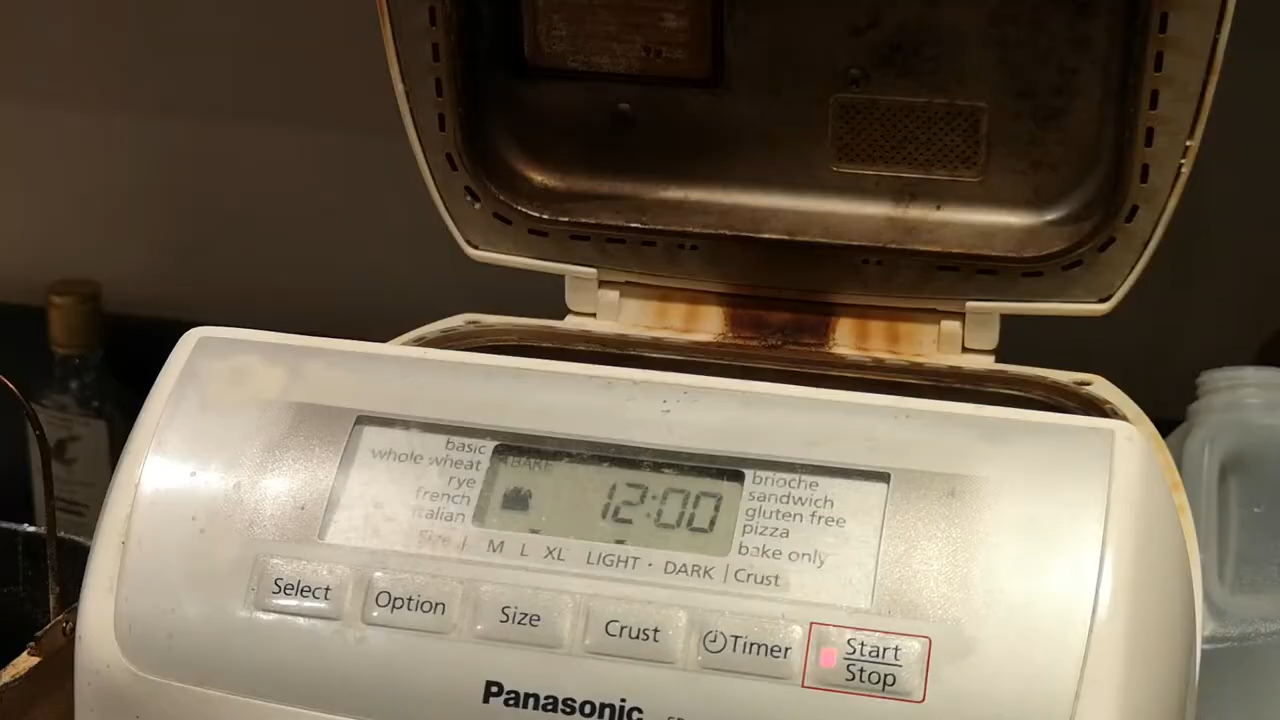 basic
whole wheat
rye
french
italian
Size |
BAKE
12:00
brioche
sandwich
gluten free
pizza
bake only
M L XL LIGHT · DARK | Crust
Select
Option
Size
Crust
Timer
Start
Stop
Panasonic